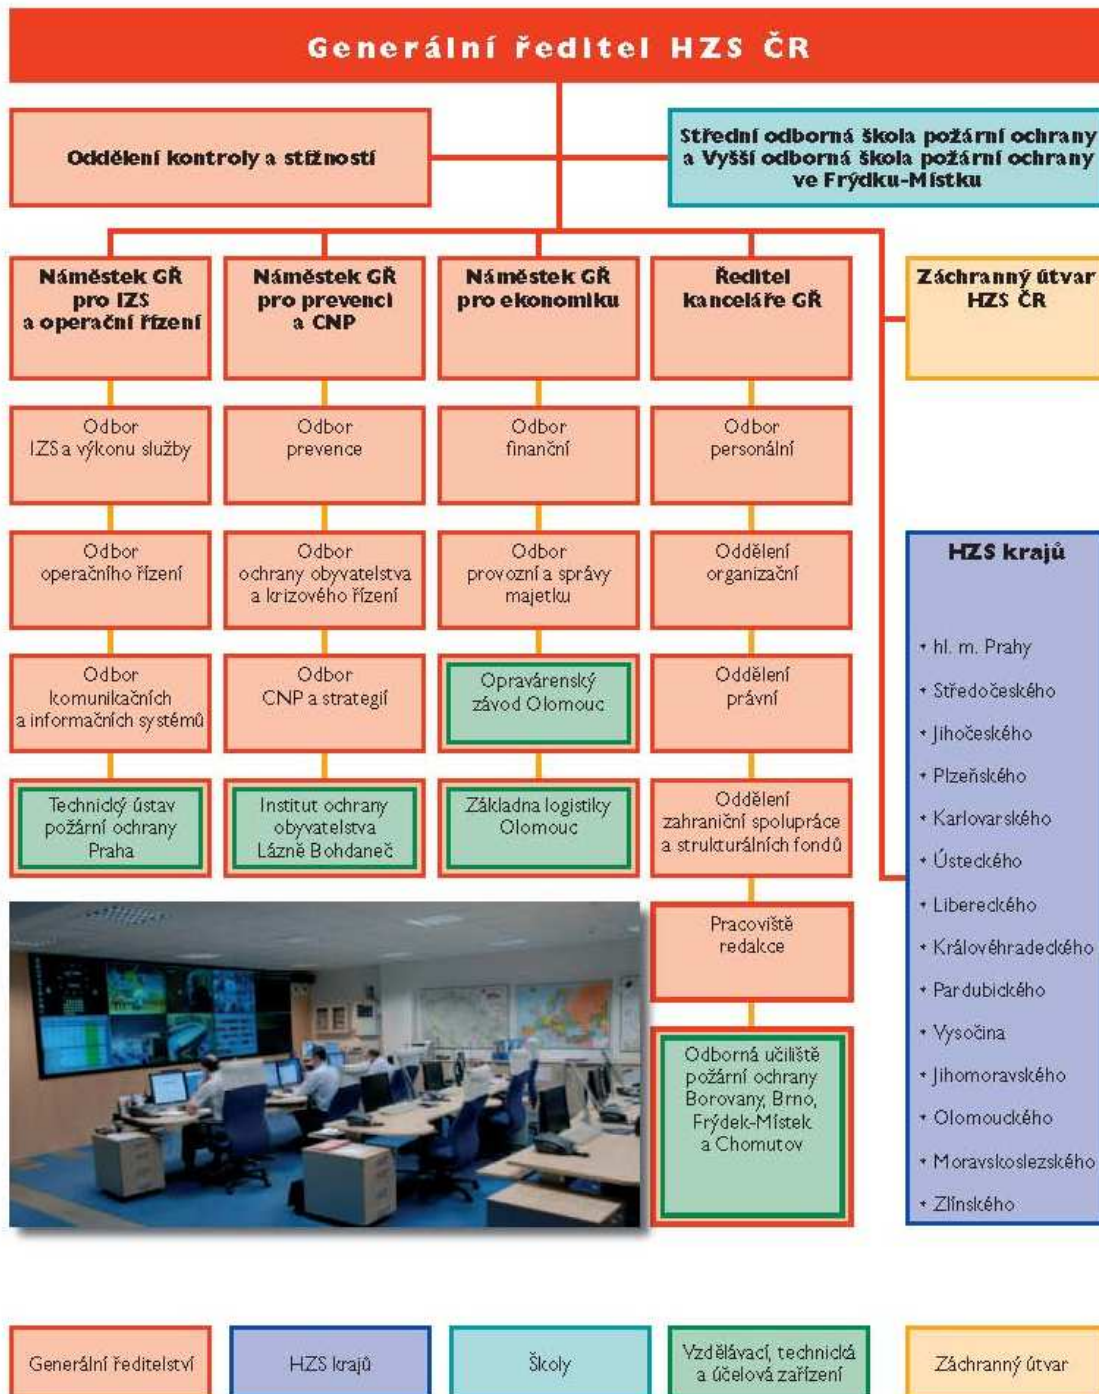 Generální ředitel HZS ČR
Oddělení kontroly a stížností
Střední odborná škola požární ochrany
a Vyšší odborná škola požární ochrany
ve Frýdku-Místku
Náměstek GŘ
pro IZS
a operační řízení
Náměstek GŘ
pro prevenci
a CNP
Náměstek GŘ
pro ekonomiku
Ředitel
kanceláře GŘ
Záchranný útvar
HZS ČR
Odbor
IZS a výkonu služby
Odbor
prevence
Odbor
finanční
Odbor
personální
Odbor
operačního řízení
Odbor
ochrany obyvatelstva
a krizového řízení
Odbor
provozní a správy
majetku
Oddělení
organizační
Odbor
komunikačních
a informačních systémů
Odbor
CNP a strategií
Opravárenský
závod Olomouc
Oddělení
právní
Technický ústav
požární ochrany
Praha
Institut ochrany
obyvatelstva
Lázně Bohdaneč
Základna logistiky
Olomouc
Oddělení
zahraniční spolupráce
a strukturálních fondů
Pracoviště
redakce
Odborná učiliště
požární ochrany
Borovany, Brno,
Frýdek-Místek
a Chomutov
HZS krajů
* hl. m. Prahy
* Středočeského
* Jihočeského
* Plzeňského
* Karlovarského
* Ústeckého
* Libereckého
* Královéhradeckého
* Pardubického
* Vysočina
* Jihomoravského
* Olomouckého
* Moravskoslezského
* Zlínského
Generální ředitelství
HZS krajů
Školy
Vzdělávací, technická
a účelová zařízení
Záchranný útvar